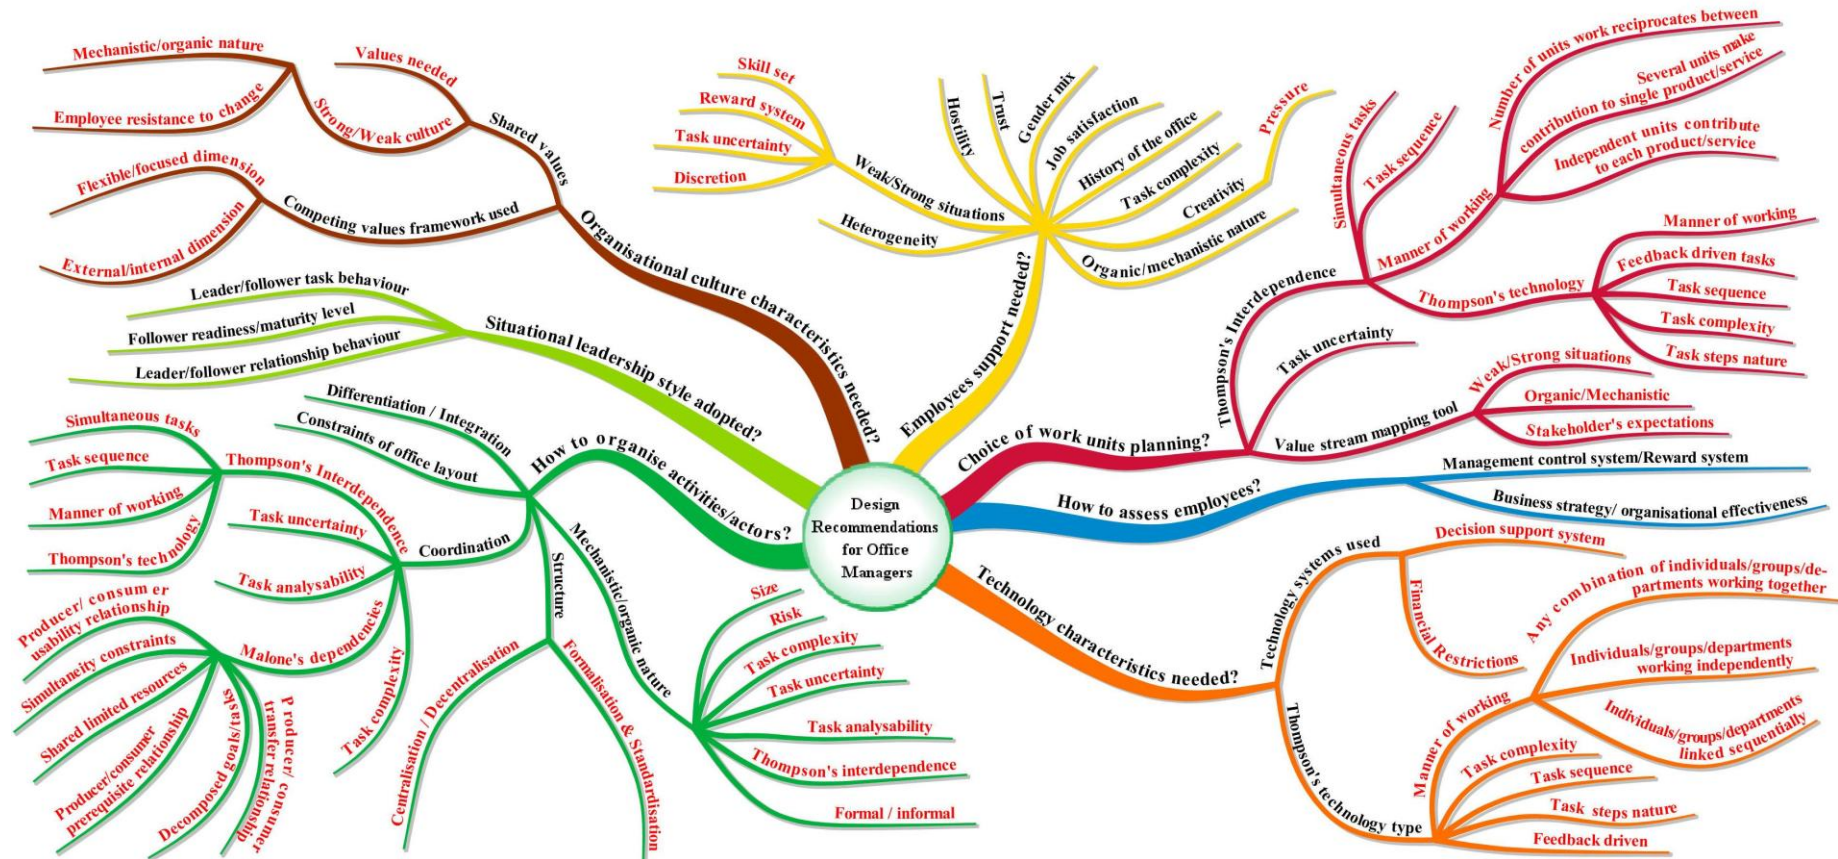 Design
Recommendations
for Office
Managers
Organisational culture characteristics needed?
Shared values
Values needed
Strong/Weak culture
Mechanistic/organic nature
Employee resistance to change
Competing values framework used
Flexible/focused dimension
External/internal dimension
Situational leadership style adopted?
Leader/follower task behaviour
Follower readiness/maturity level
Leader/follower relationship behaviour
How to organise activities/actors?
Differentiation / Integration
Constraints of office layout
Coordination
Thompson's Interdependence
Simultaneous tasks
Task sequence
Manner of working
Thompson's technology
Task uncertainty
Task analysability
Malone's dependencies
Producer/ consumer
usability relationship
Simultaneity constraints
Shared limited resources
Producer/consumer
prerequisite relationship
Decomposed goals/tasks
Producer/ consumer
transfer relationship
Task complexity
Structure
Centralisation / Decentralisation
Formalisation & Standardisation
Mechanistic/organic nature
Size
Risk
Task complexity
Task uncertainty
Task analysability
Thompson's interdependence
Formal / informal
Employees support needed?
Weak/Strong situations
Skill set
Reward system
Task uncertainty
Discretion
Heterogeneity
Hostility
Trust
Gender mix
Job satisfaction
History of the office
Task complexity
Creativity
Pressure
Organic/mechanistic nature
Choice of work units planning?
Thompson's Interdependence
Simultaneous tasks
Task sequence
Manner of working
Number of units work reciprocates between
Several units make
contribution to single product/service
Independent units contribute
to each product/service
Thompson's technology
Manner of working
Feedback driven tasks
Task sequence
Task complexity
Task steps nature
Task uncertainty
Value stream mapping tool
Weak/Strong situations
Organic/Mechanistic
Stakeholder's expectations
How to assess employees?
Management control system/Reward system
Business strategy/ organisational effectiveness
Technology characteristics needed?
Technology systems used
Decision support system
Financial Restrictions
Thompson's technology type
Manner of working
Any combination of individuals/groups/de-
partments working together
Individuals/groups/departments
working independently
Individuals/groups/departments
linked sequentially
Task complexity
Task sequence
Task steps nature
Feedback driven